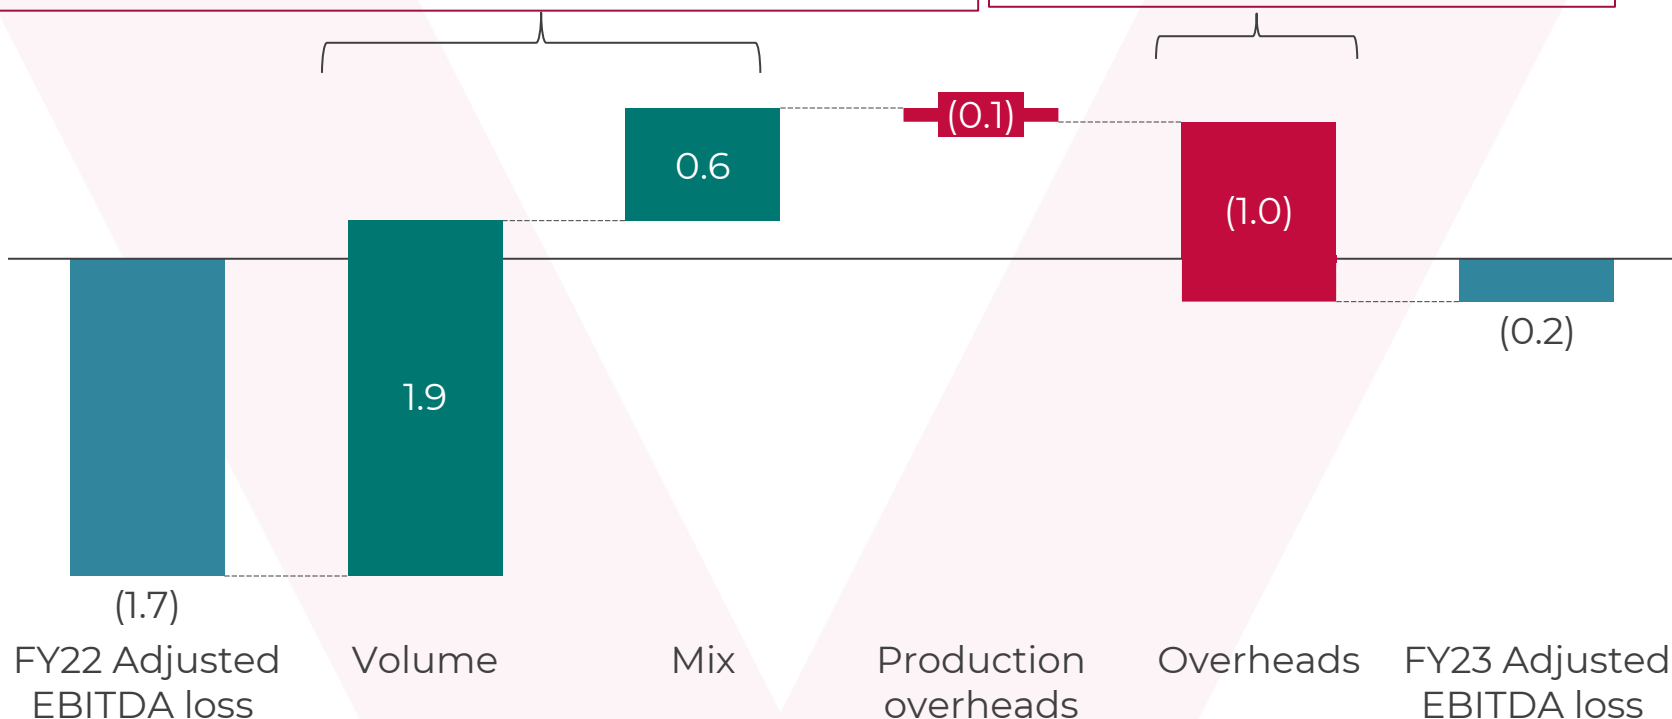 (0.1)
0.6
(1.0)
(0.2)
1.9
(1.7)
FY22 Adjusted
EBITDA loss
Volume
Mix
Production
overheads
Overheads
FY23 Adjusted
EBITDA loss